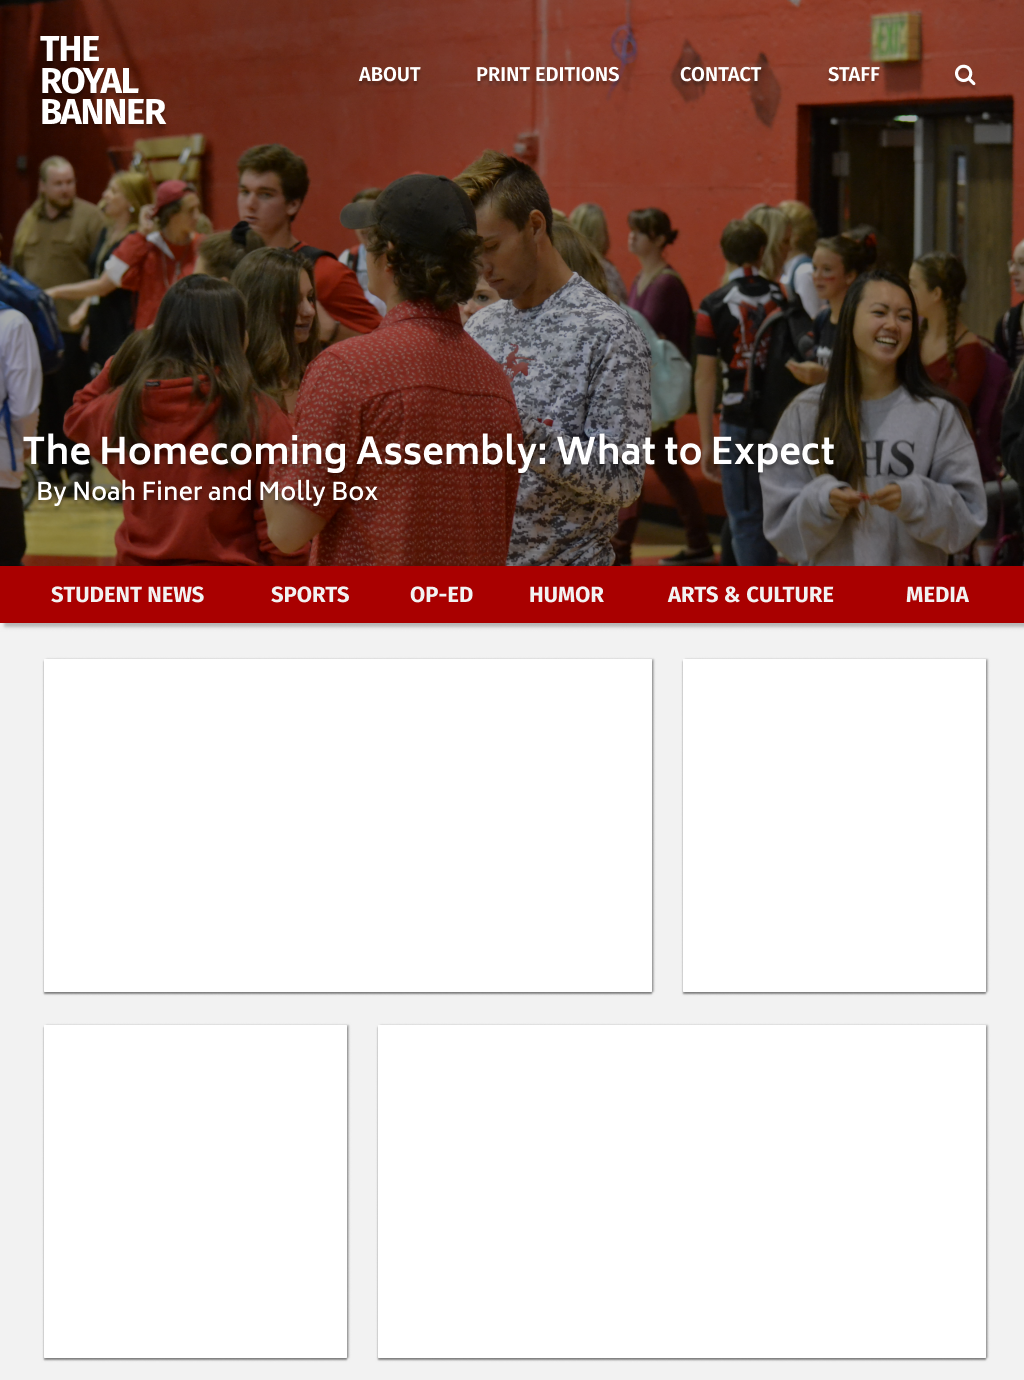 THE
ROYAL
BANNER
ABOUT PRINT EDITIONS CONTACT STAFF
EXIT
The Homecoming Assembly: What to Expect
By Noah Finer and Molly Box
HS
STUDENT NEWS SPORTS OP-ED HUMOR ARTS & CULTURE MEDIA